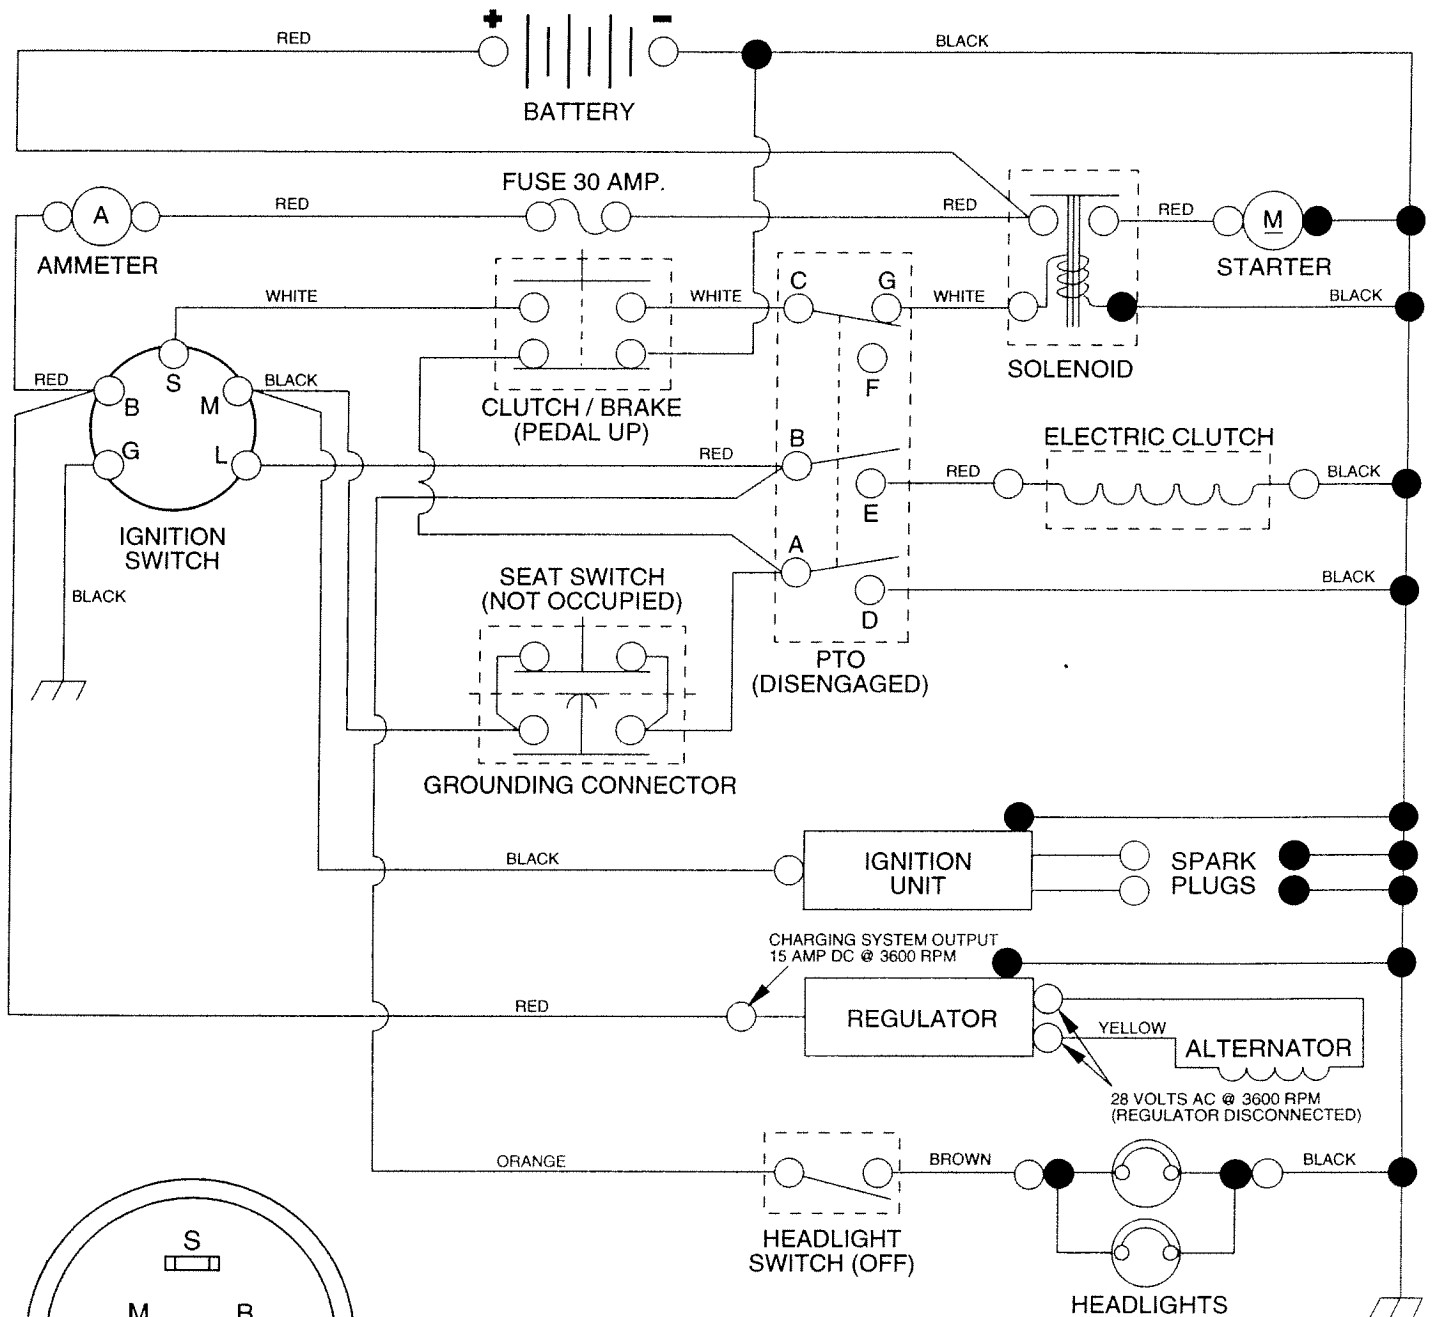 + −
RED
BLACK
BATTERY
FUSE 30 AMP.
A
RED
RED
RED
M
AMMETER
STARTER
WHITE
WHITE
C
G
WHITE
BLACK
SOLENOID
S
RED
B
M
BLACK
F
CLUTCH / BRAKE
(PEDAL UP)
G
L
RED
B
ELECTRIC CLUTCH
RED
BLACK
E
IGNITION
SWITCH
A
SEAT SWITCH
(NOT OCCUPIED)
BLACK
BLACK
D
PTO
(DISENGAGED)
GROUNDING CONNECTOR
BLACK
IGNITION
UNIT
SPARK
PLUGS
CHARGING SYSTEM OUTPUT
15 AMP DC @ 3600 RPM
RED
REGULATOR
YELLOW
ALTERNATOR
28 VOLTS AC @ 3600 RPM
(REGULATOR DISCONNECTED)
ORANGE
BROWN
BLACK
HEADLIGHT
SWITCH (OFF)
HEADLIGHTS
S
M
B